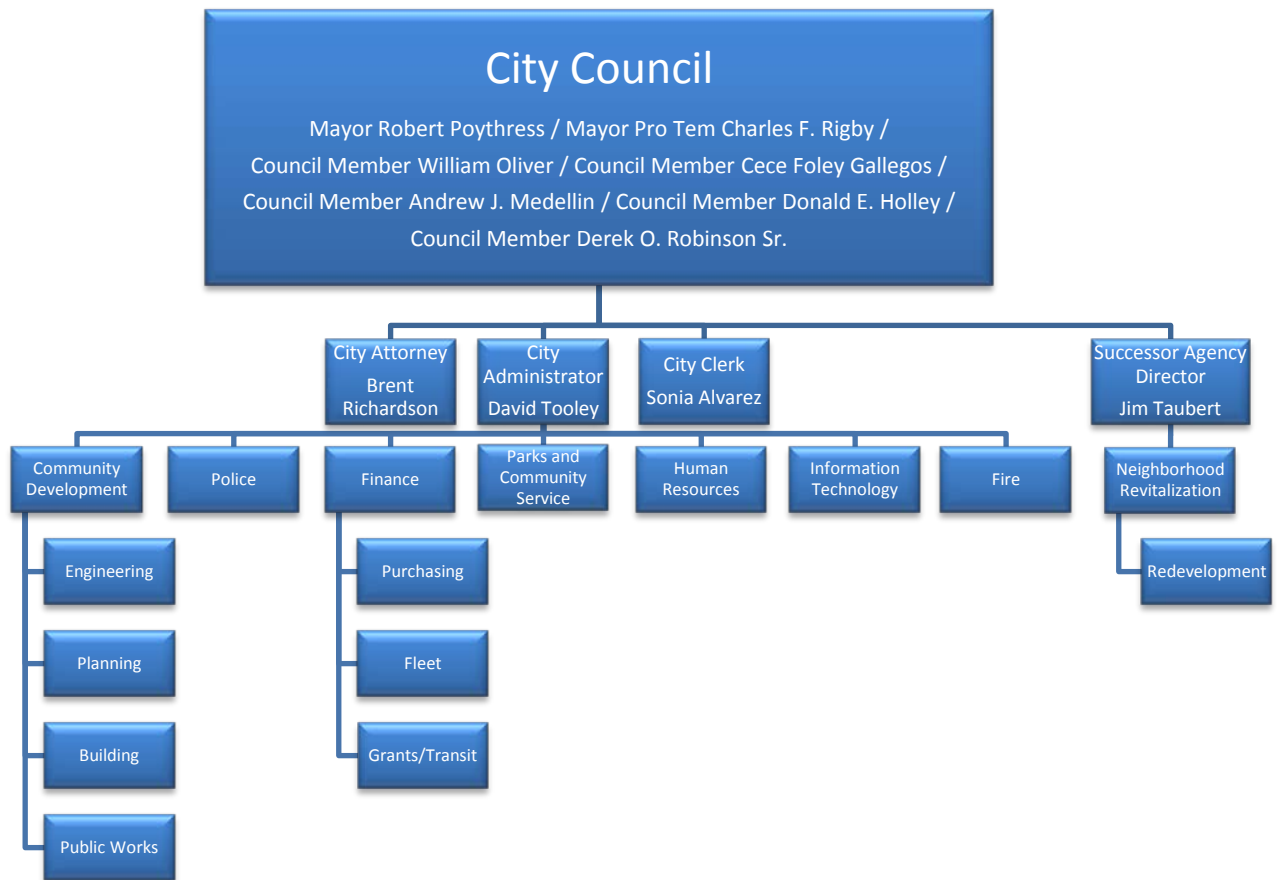 City Council
Mayor Robert Poythress / Mayor Pro Tem Charles F. Rigby /
Council Member William Oliver / Council Member Cece Foley Gallegos /
Council Member Andrew J. Medellin / Council Member Donald E. Holley /
Council Member Derek O. Robinson Sr.
City Attorney
Brent
Richardson
City
Administrator
David Tooley
City Clerk
Sonia Alvarez
Successor Agency
Director
Jim Taubert
Community
Development
Police
Finance
Parks and
Community
Service
Human
Resources
Information
Technology
Fire
Neighborhood
Revitalization
Engineering
Purchasing
Redevelopment
Planning
Fleet
Building
Grants/Transit
Public Works